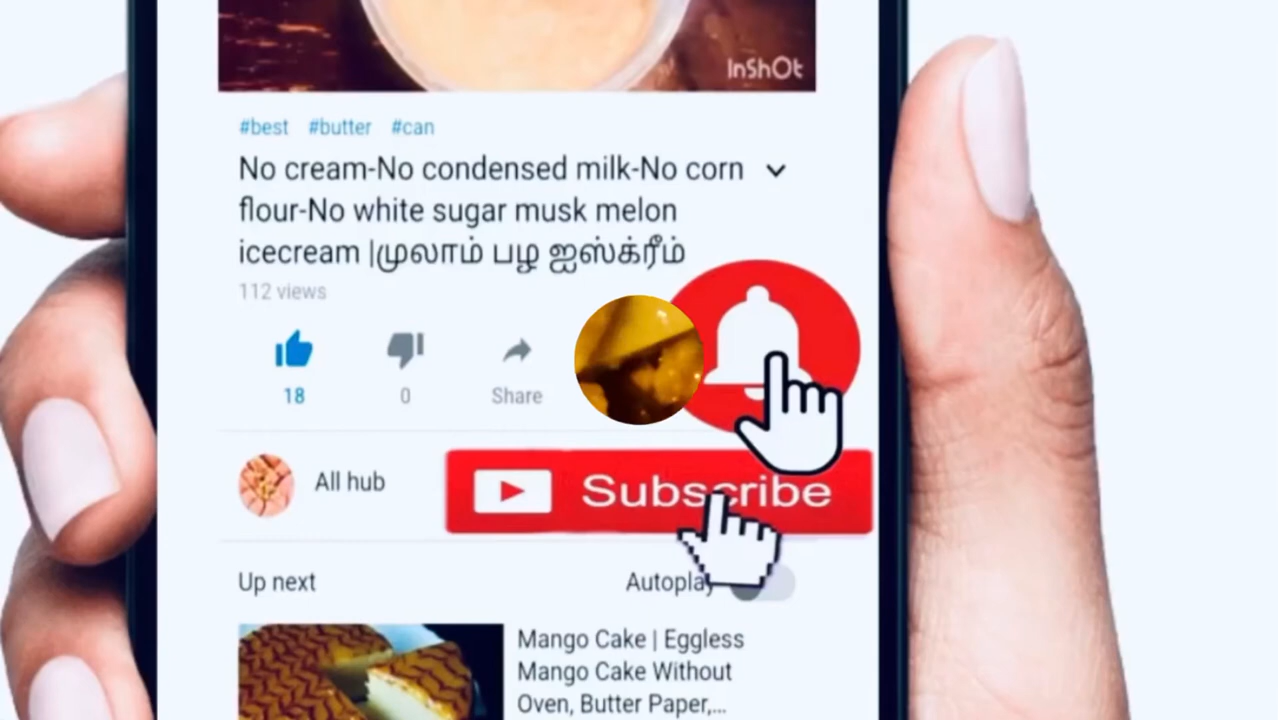 InShOt
#best #butter #can
No cream-No condensed milk-No corn
flour-No white sugar musk melon
icecream |முலாம் பழ ஐஸ்க்ரீம்
112 views
18
0
Share
All hub
Subscribe
Up next
Autoplay
Mango Cake | Eggless
Mango Cake Without
Oven, Butter Paper,...